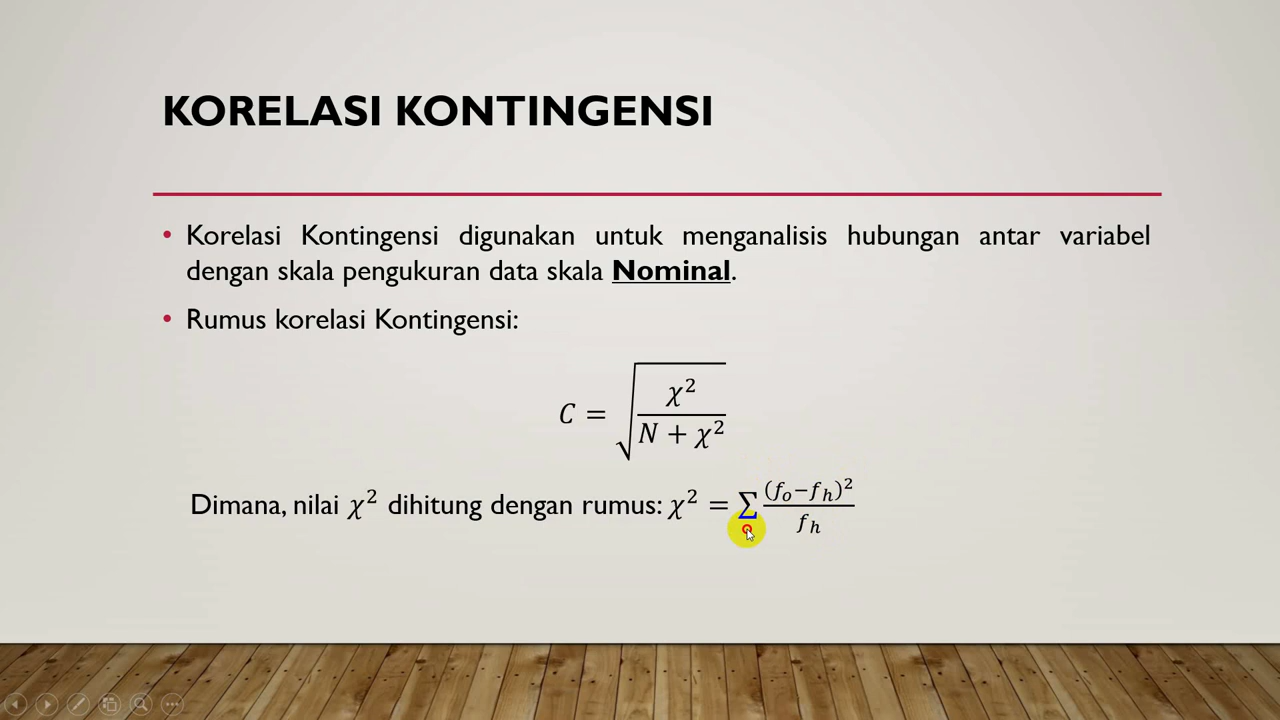 KORELASI KONTINGENSI
• Korelasi Kontingensi digunakan untuk menganalisis hubungan antar variabel
dengan skala pengukuran data skala Nominal.
• Rumus korelasi Kontingensi:
C = √(χ² / (N + χ²))
Dimana, nilai χ² dihitung dengan rumus: χ² = Σ (fₒ−fₕ)² / fₕ